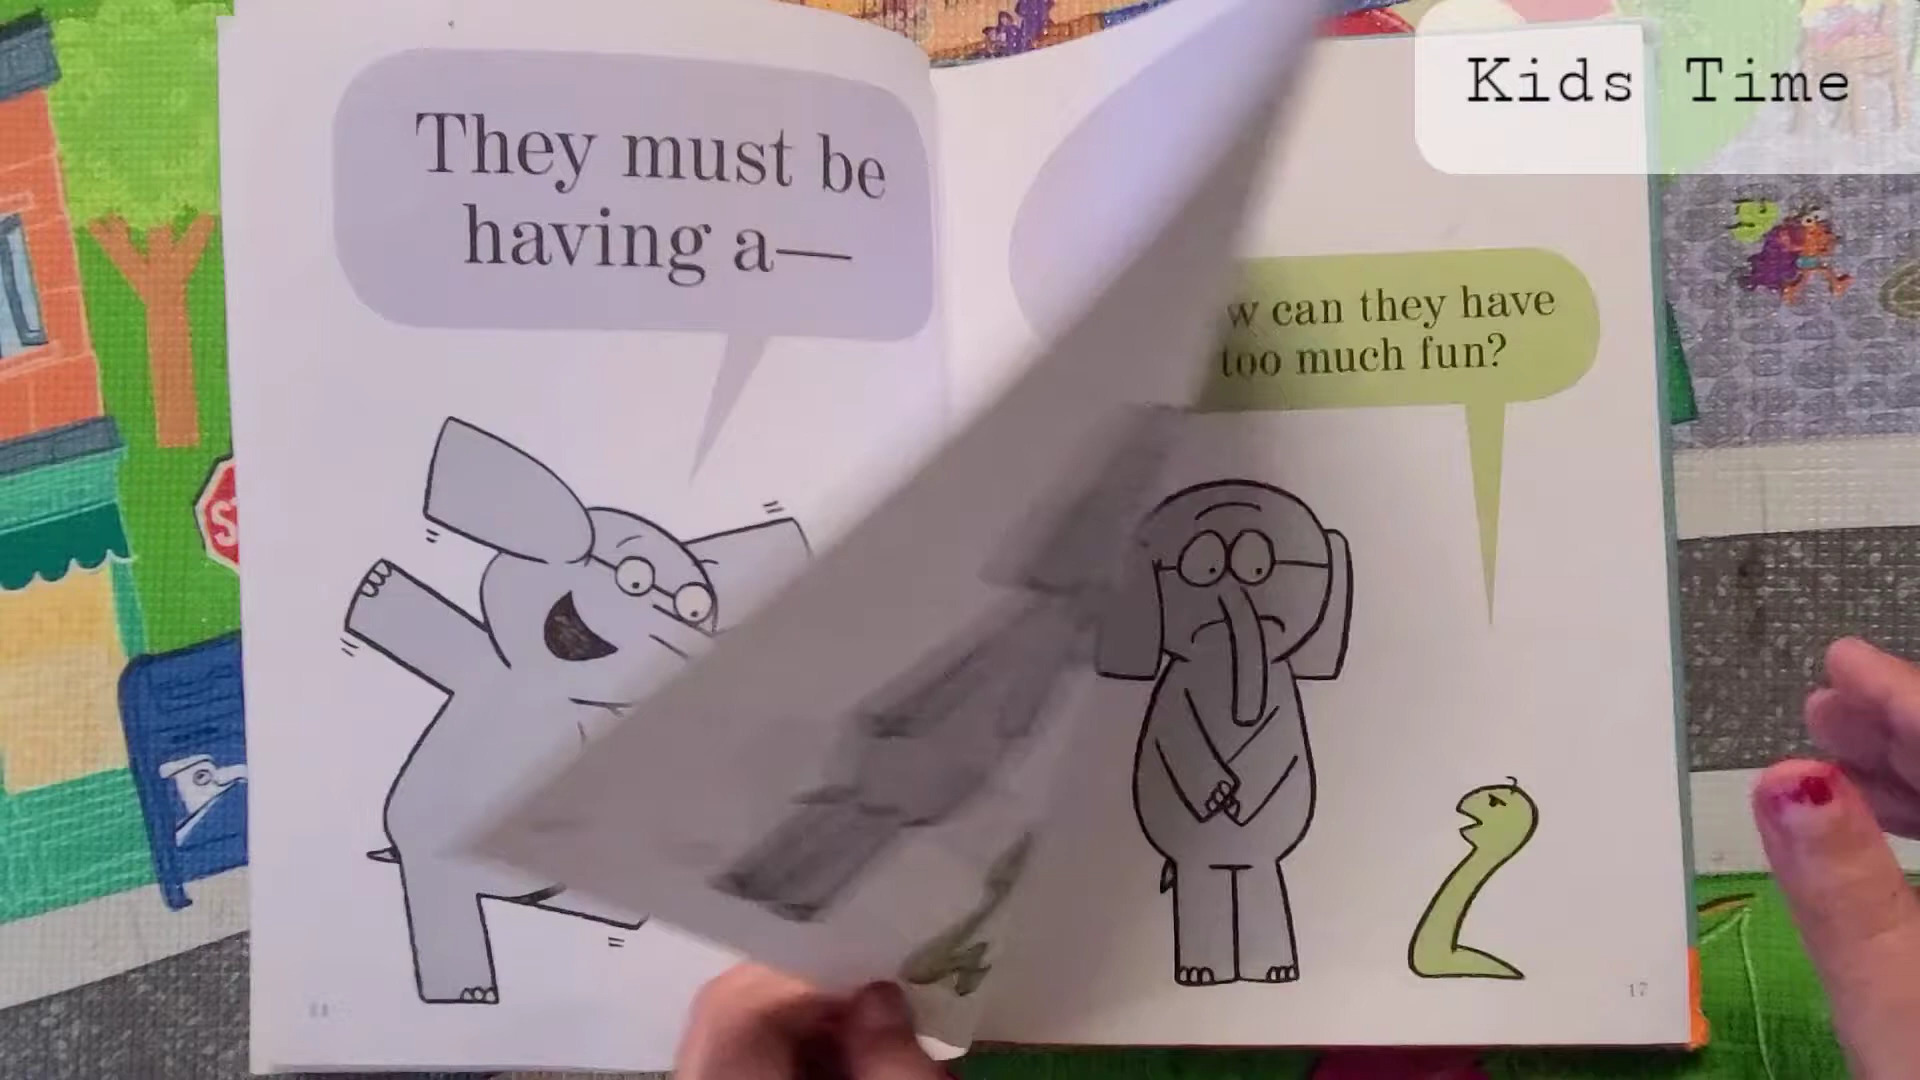 They must be
having a—
Kids Time
w can they have
too much fun?
17